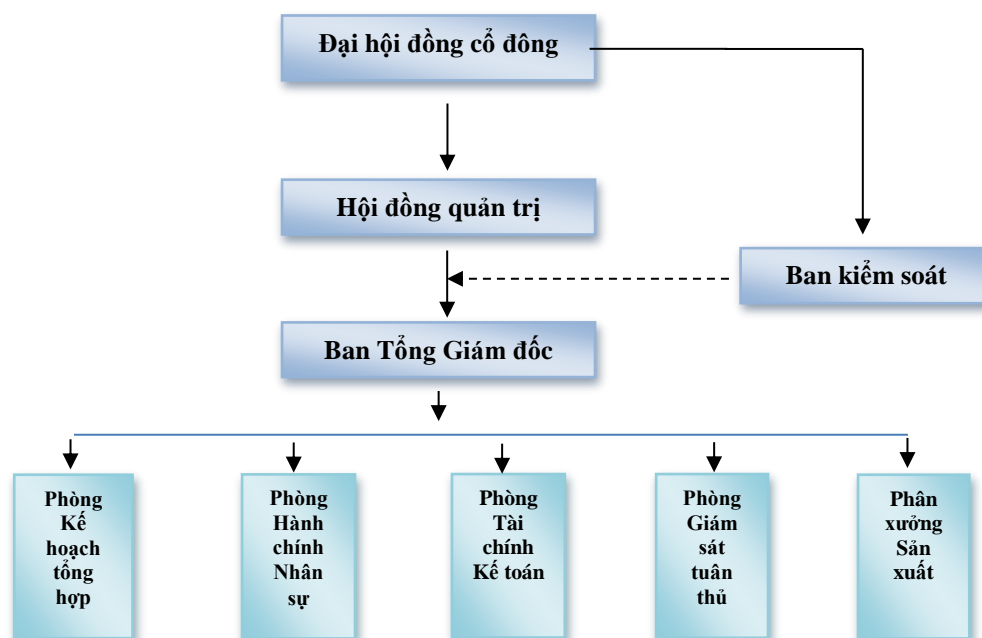 Đại hội đồng cổ đông
Hội đồng quản trị
Ban kiểm soát
Ban Tổng Giám đốc
Phòng
Kế
hoạch
tổng
hợp
Phòng
Hành
chính
Nhân
sự
Phòng
Tài
chính
Kế toán
Phòng
Giám
sát
tuân
thủ
Phân
xưởng
Sản
xuất